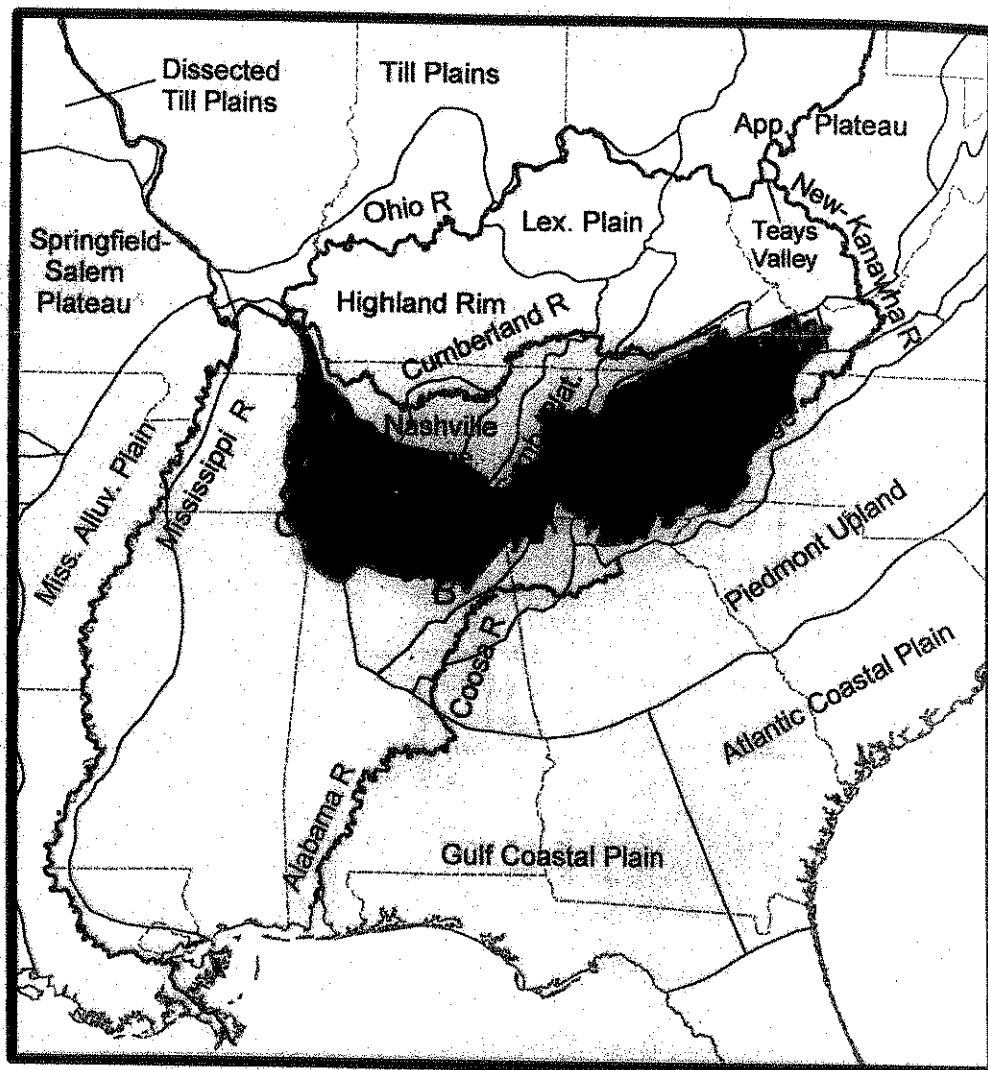 Dissected
Till Plains
Till Plains
App. Plateau
Ohio R
Lex. Plain
New-Kanawha R
Teays
Valley
Springfield-
Salem
Plateau
Highland Rim
Cumberland R
Nashville
Miss. Alluv. Plain
Mississippi R
Piedmont Upland
Coosa R
Atlantic Coastal Plain
Alabama R
Gulf Coastal Plain